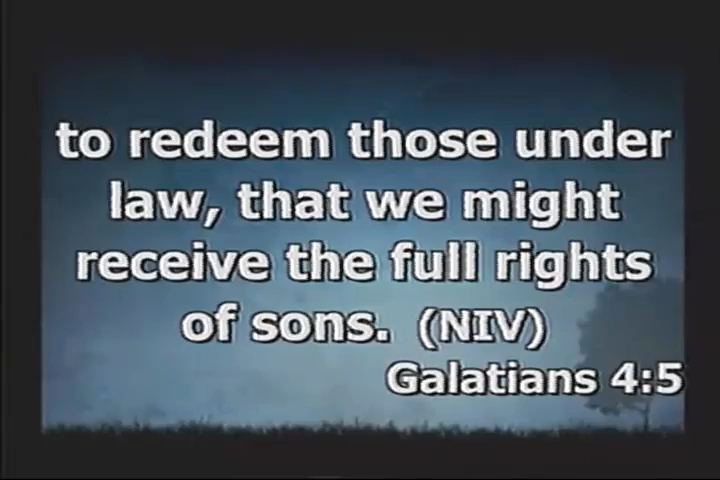 to redeem those under
law, that we might
receive the full rights
of sons. (NIV)
Galatians 4:5